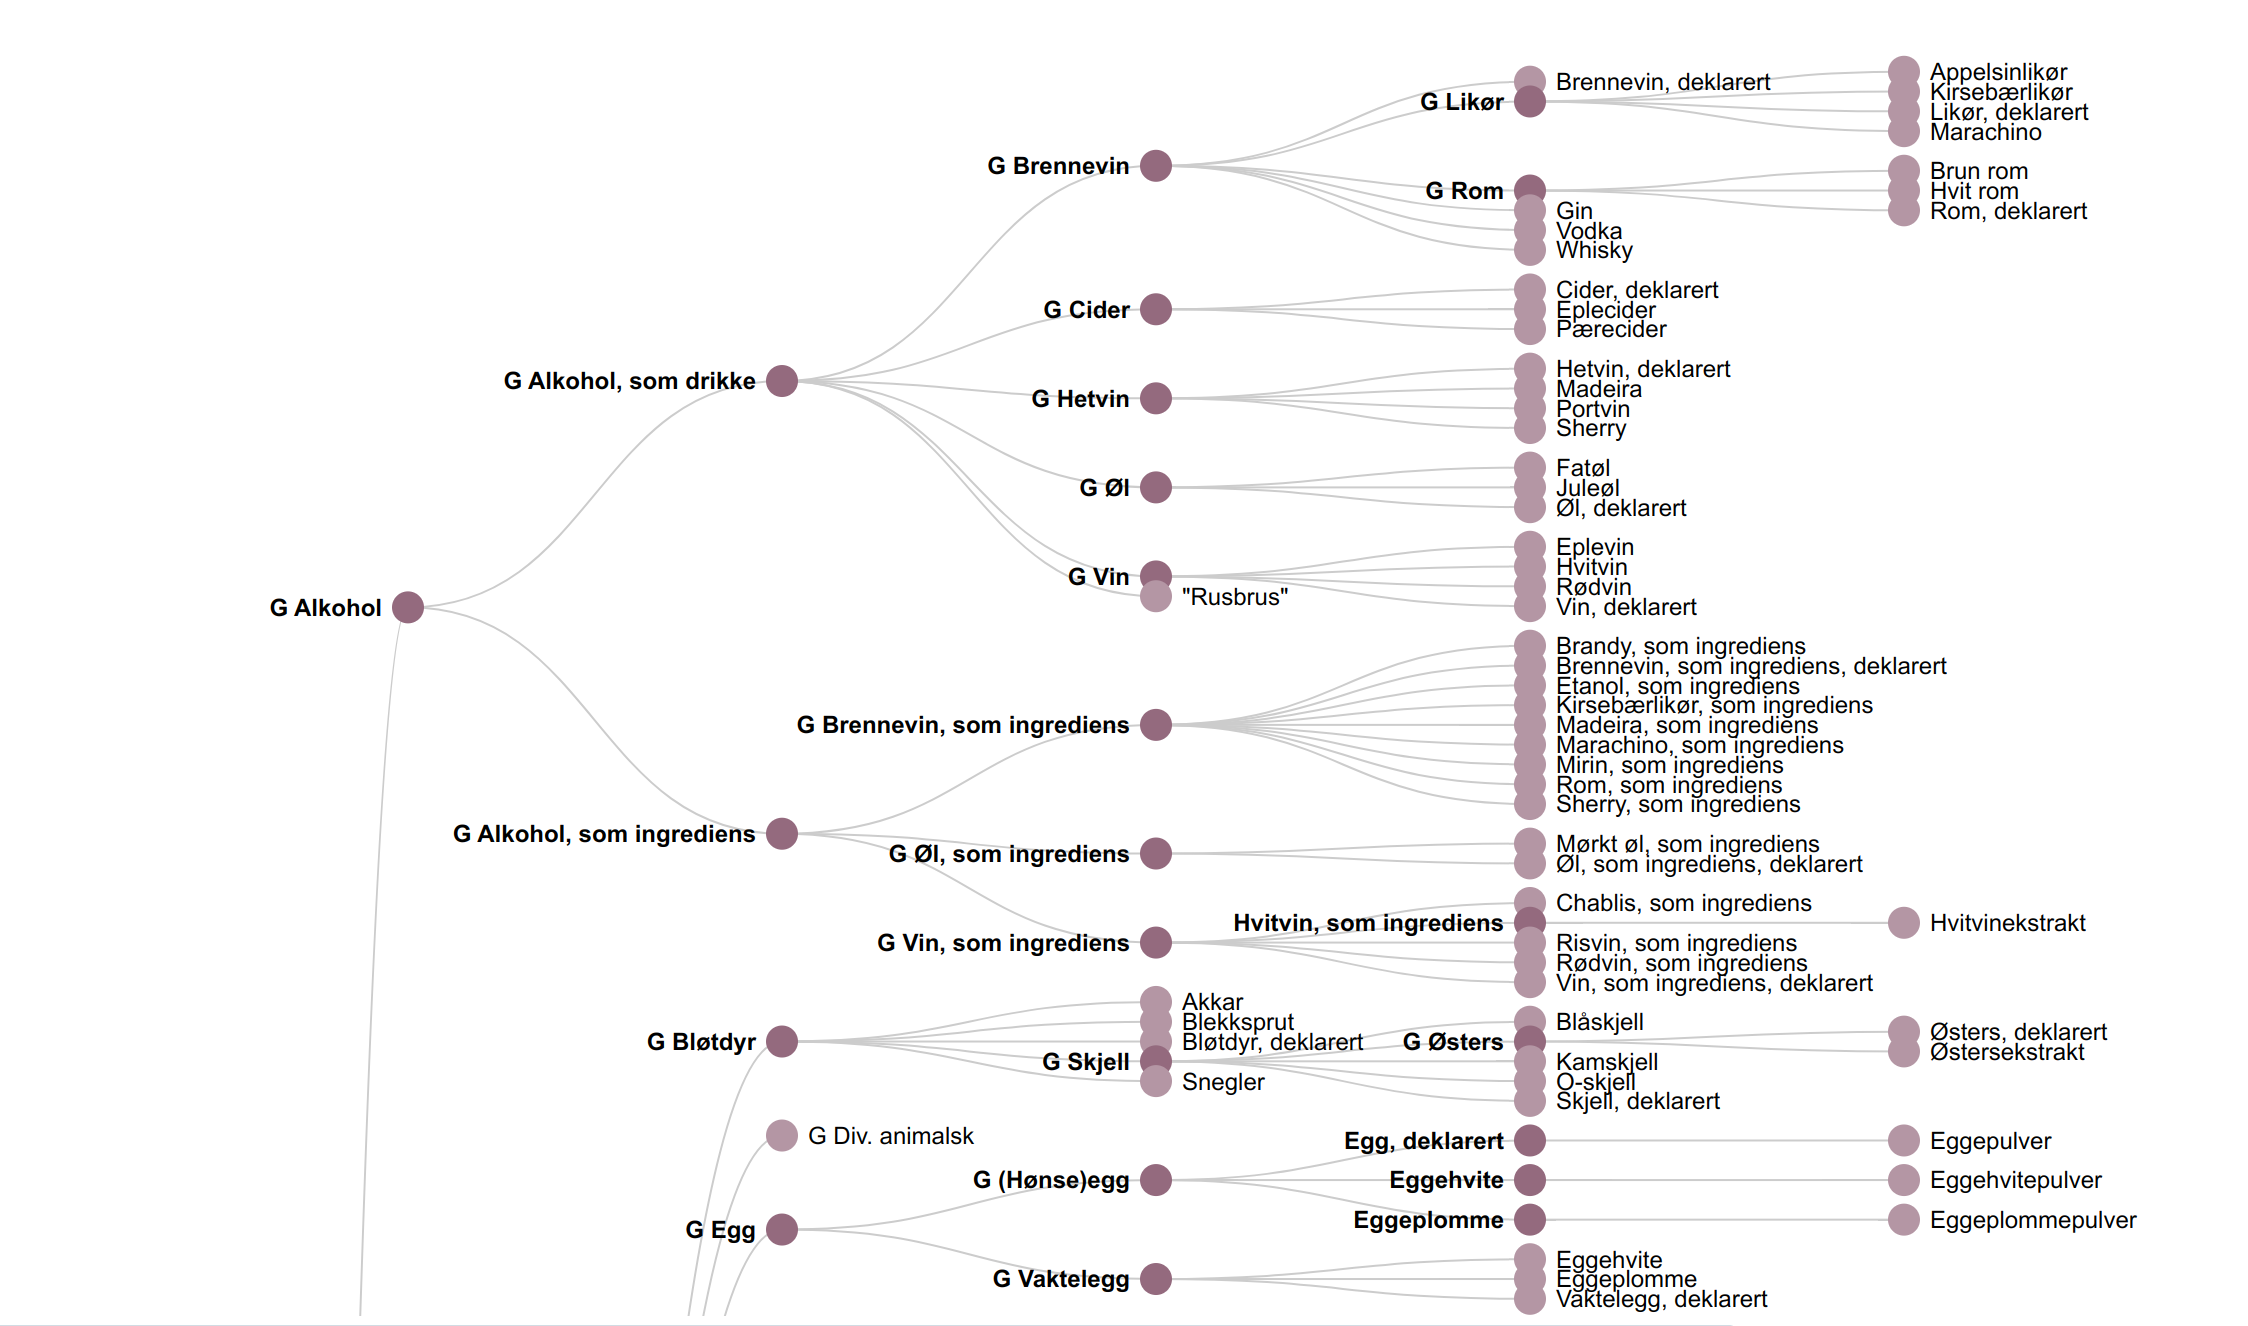 Brennevin, deklarert
Appelsinlikør
Kirsebærlikør
G Likør
Likør, deklarert
Marachino
G Brennevin
Brun rom
G Rom
Hvit rom
Rom, deklarert
Gin
Vodka
Whisky
Cider, deklarert
G Cider
Eplecider
Pærecider
Hetvin, deklarert
G Alkohol, som drikke
Madeira
G Hetvin
Portvin
Sherry
Fatøl
G Øl
Juleøl
Øl, deklarert
Eplevin
Hvitvin
G Vin
Rødvin
"Rusbrus"
Vin, deklarert
G Alkohol
Brandy, som ingrediens
Brennevin, som ingrediens, deklarert
Etanol, som ingrediens
Kirsebærlikør, som ingrediens
G Brennevin, som ingrediens
Madeira, som ingrediens
Marachino, som ingrediens
Mirin, som ingrediens
Rom, som ingrediens
Sherry, som ingrediens
G Alkohol, som ingrediens
Mørkt øl, som ingrediens
G Øl, som ingrediens
Øl, som ingrediens, deklarert
Chablis, som ingrediens
Hvitvin, som ingrediens
Hvitvinekstrakt
G Vin, som ingrediens
Risvin, som ingrediens
Rødvin, som ingrediens
Vin, som ingrediens, deklarert
Akkar
Blekksprut
Blåskjell
G Bløtdyr
Bløtdyr, deklarert
G Østers
Østers, deklarert
Østersekstrakt
G Skjell
Kamskjell
Snegler
O-skjell
Skjell, deklarert
G Div. animalsk
Egg, deklarert
Eggepulver
G (Hønse)egg
Eggehvite
Eggehvitepulver
G Egg
Eggeplomme
Eggeplommepulver
Eggehvite
G Vaktelegg
Eggeplomme
Vaktelegg, deklarert